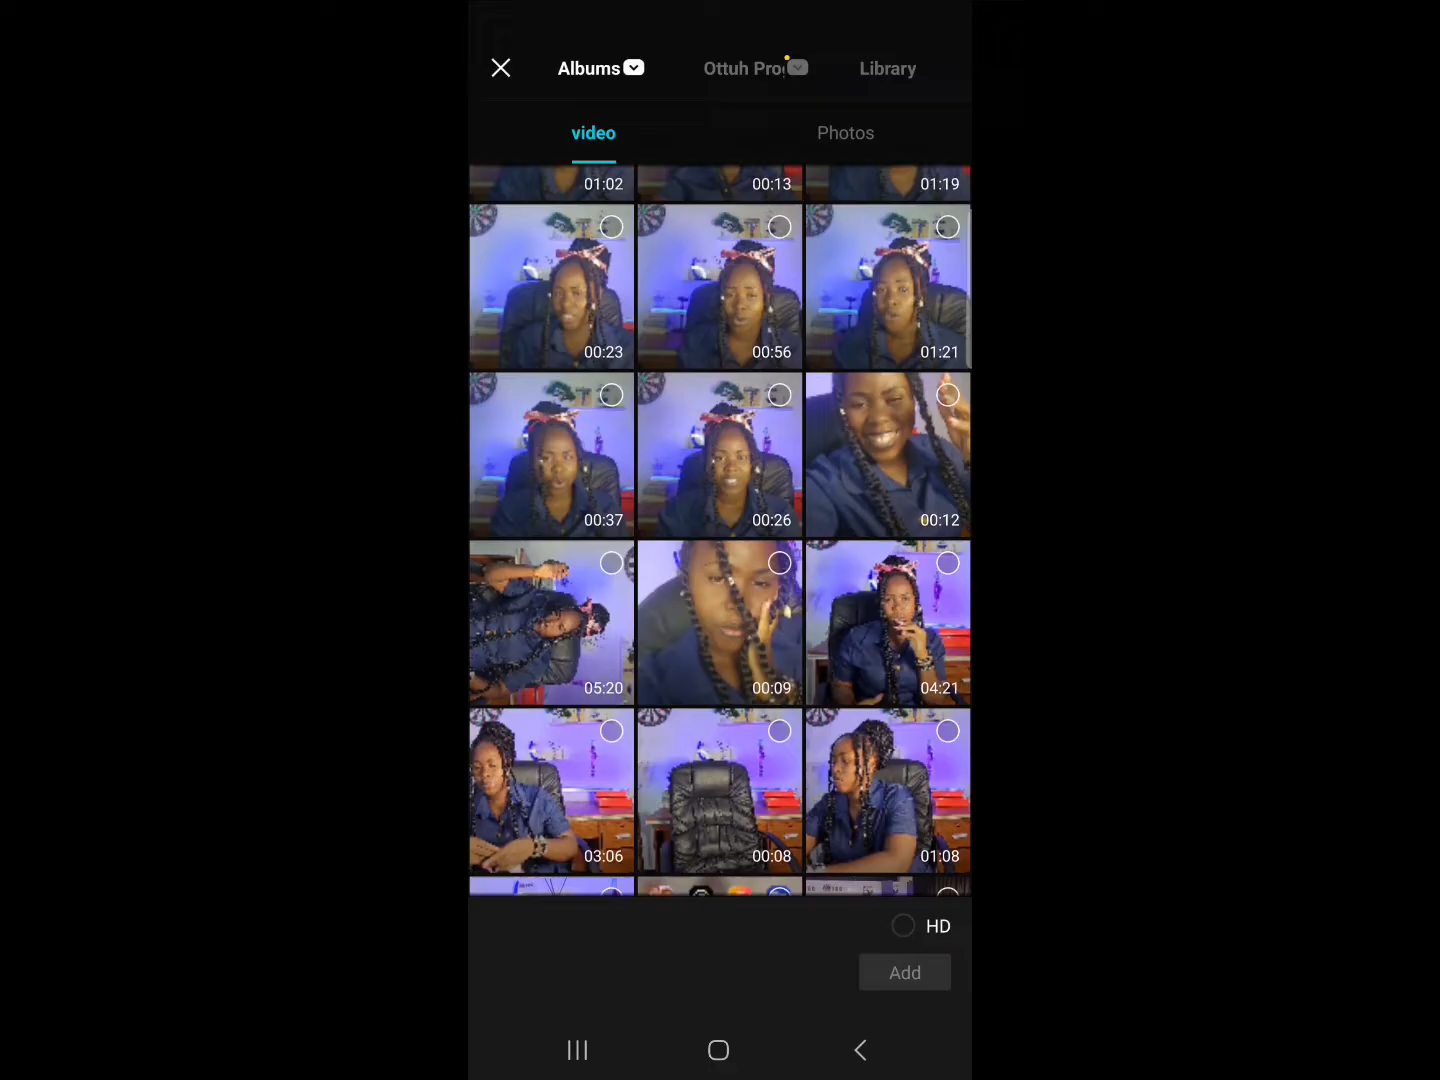 Albums
Ottuh Pro
Library
video
Photos
01:02
00:13
01:19
00:23
00:56
01:21
00:37
00:26
00:12
05:20
00:09
04:21
03:06
00:08
01:08
HD
Add